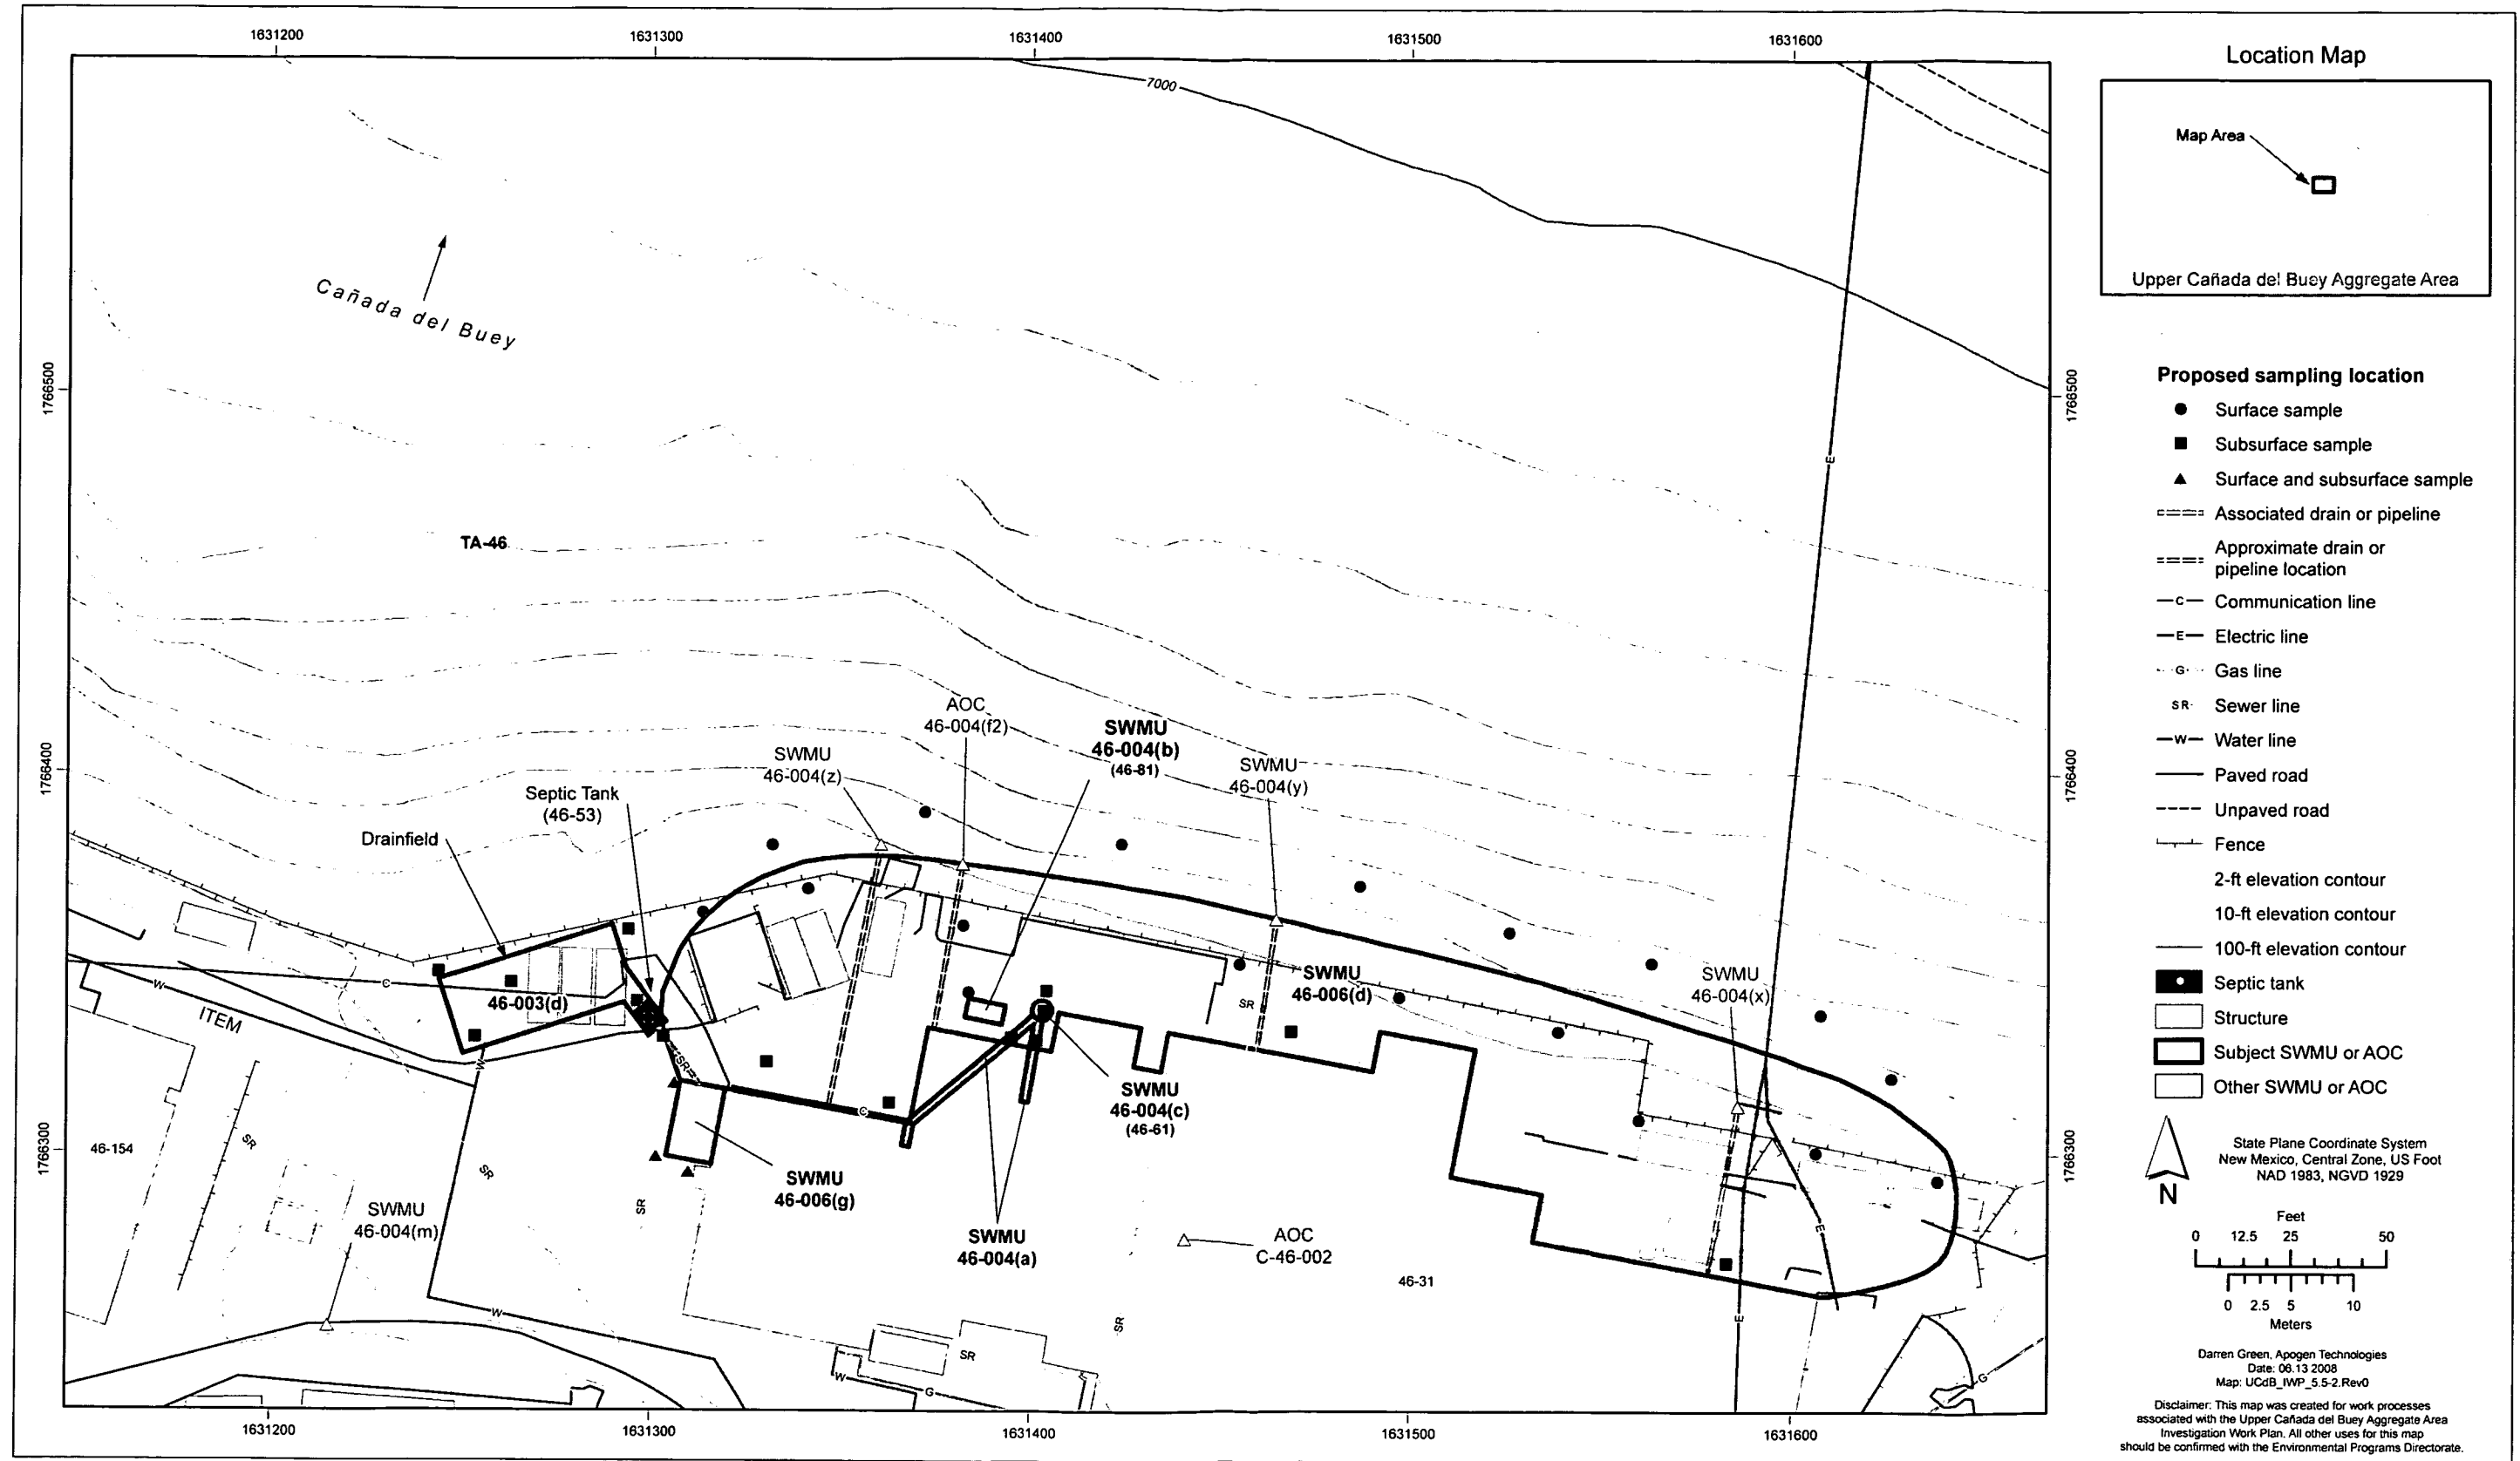 1631200
1631300
1631400
1631500
1631600
7000
Cañada del Buey
1766500
1766500
E
TA-46
AOC
46-004(f2)
SWMU
46-004(b)
(46-81)
SWMU
46-004(z)
SWMU
46-004(y)
1766400
1766400
Septic Tank
(46-53)
Drainfield
SWMU
46-004(x)
SWMU
46-006(d)
SR
C
W
46-003(d)
ITEM
W
SR
C
SWMU
46-004(c)
(46-61)
1766300
1766300
46-154
SR
SR
SR
SWMU
46-006(g)
SWMU
46-004(m)
SWMU
46-004(a)
AOC
C-46-002
46-31
E
E
W
SR
SR
W
G
G
1631200
1631300
1631400
1631500
1631600
Location Map
Map Area
Upper Cañada del Buey Aggregate Area
Proposed sampling location
Surface sample
Subsurface sample
Surface and subsurface sample
Associated drain or pipeline
Approximate drain or
pipeline location
C Communication line
E Electric line
G Gas line
SR Sewer line
W Water line
Paved road
Unpaved road
Fence
2-ft elevation contour
10-ft elevation contour
100-ft elevation contour
Septic tank
Structure
Subject SWMU or AOC
Other SWMU or AOC
N
State Plane Coordinate System
New Mexico, Central Zone, US Foot
NAD 1983, NGVD 1929
Feet
0 12.5 25 50
0 2.5 5 10
Meters
Darren Green, Apogen Technologies
Date: 06.13 2008
Map: UCdB_IWP_5.5-2.Rev0
Disclaimer: This map was created for work processes
associated with the Upper Cañada del Buey Aggregate Area
Investigation Work Plan. All other uses for this map
should be confirmed with the Environmental Programs Directorate.